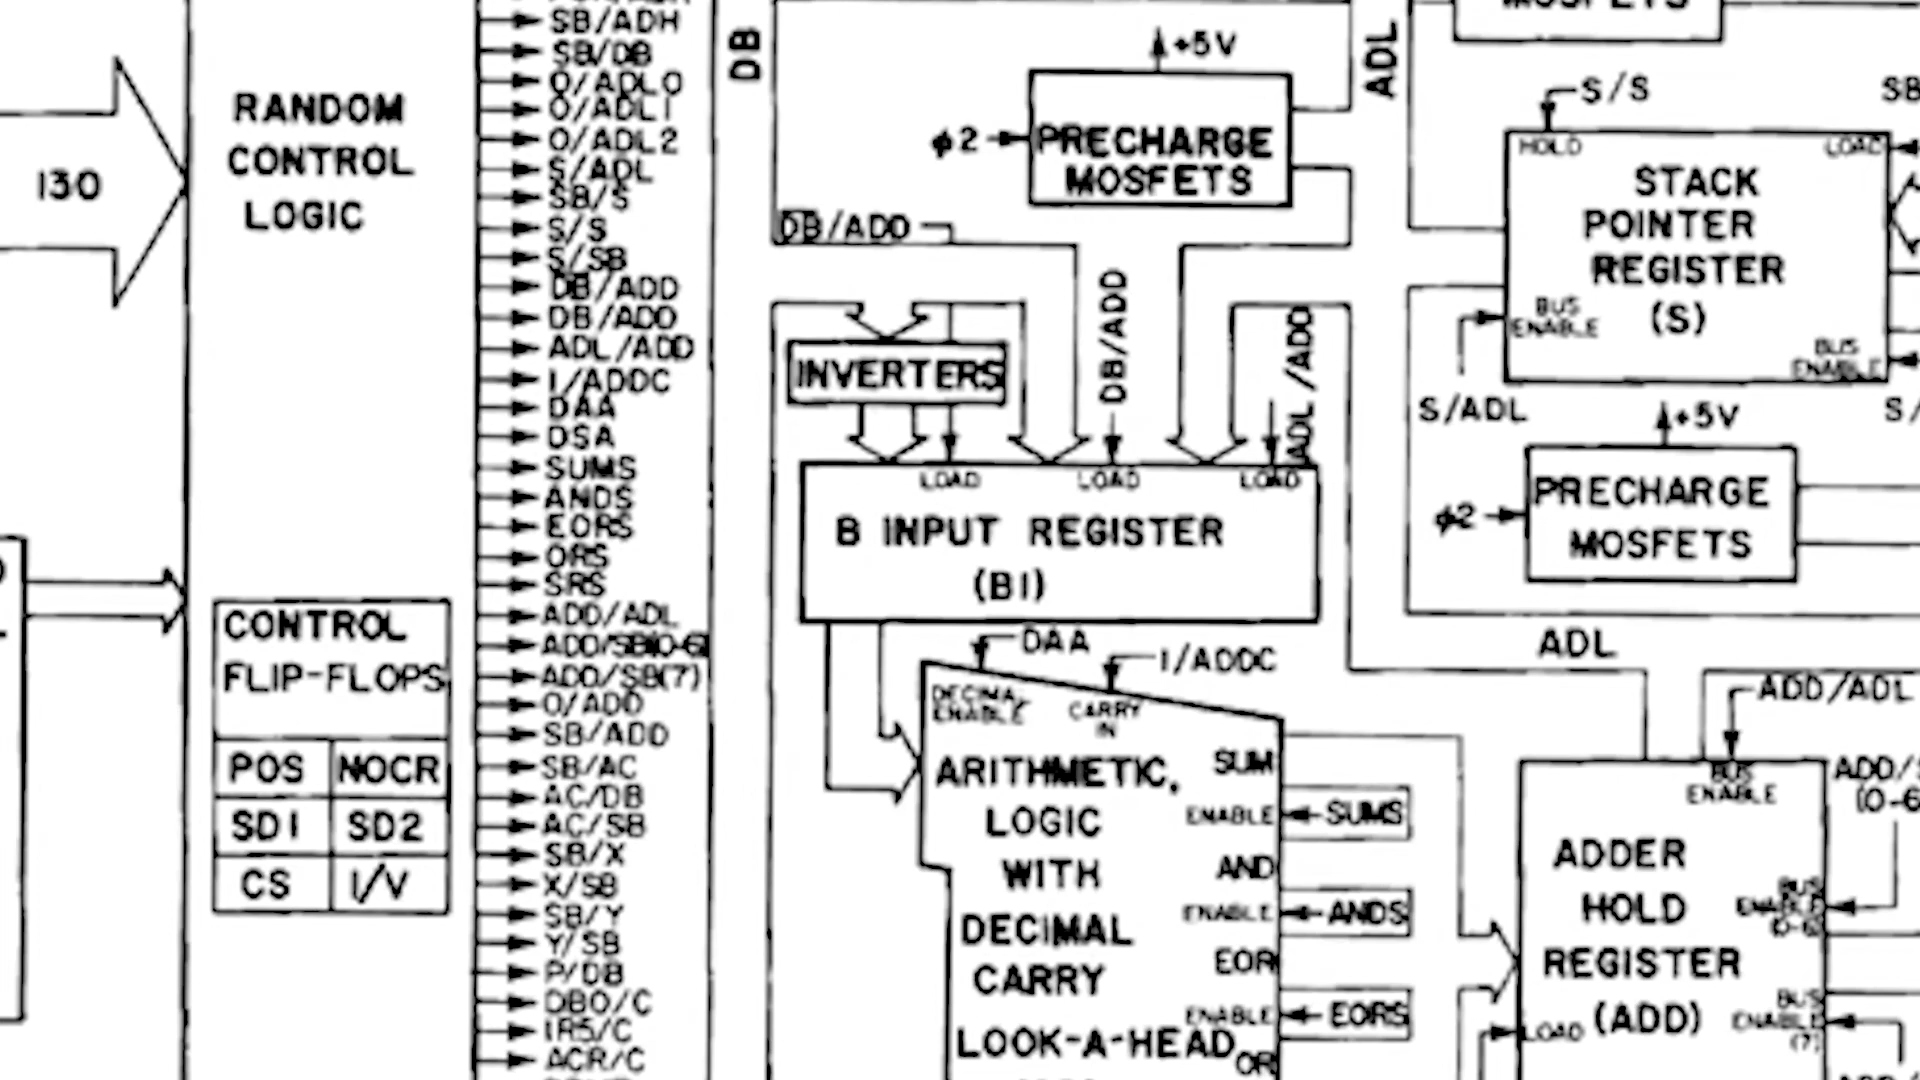 130
RANDOM
CONTROL
LOGIC
CONTROL
FLIP-FLOPS
POS NOCR
SD1 SD2
CS I/V
SB/ADH
SB/DB
O/ADL0
O/ADL1
O/ADL2
S/ADL
SB/S
S/S
S/SB
D̅B̅/ADD
DB/ADD
ADL/ADD
I/ADDC
DAA
DSA
SUMS
ANDS
EORS
ORS
SRS
ADD/ADL
ADD/SB(0-6)
ADD/SB(7)
O/ADD
SB/ADD
SB/AC
AC/DB
AC/SB
SB/X
X/SB
SB/Y
Y/SB
P/DB
DBO/C
IR5/C
ACR/C
DB
+5V
ϕ2
PRECHARGE
MOSFETS
D̅B̅/ADD
INVERTERS
DB/ADD
ADL/ADD
LOAD LOAD LOAD
B INPUT REGISTER
(BI)
DAA
I/ADDC
DECIMAL
ENABLE
CARRY
IN
ARITHMETIC,
LOGIC
WITH
DECIMAL
CARRY
LOOK-A-HEAD
SUM
ENABLE SUMS
AND
ENABLE ANDS
EOR
ENABLE EORS
OR
ADL
MOSFETS
S/S
SB
HOLD LOAD
STACK
POINTER
REGISTER
(S)
BUS
ENABLE
BUS
ENABLE
S/ADL
S/
+5V
ϕ2
PRECHARGE
MOSFETS
ADL
ADD/ADL
BUS
ENABLE
ADD/S
(0-6
ADDER
HOLD
REGISTER
(ADD)
BUS
ENABLE
(0-6)
BUS
ENABLE
(7)
LOAD